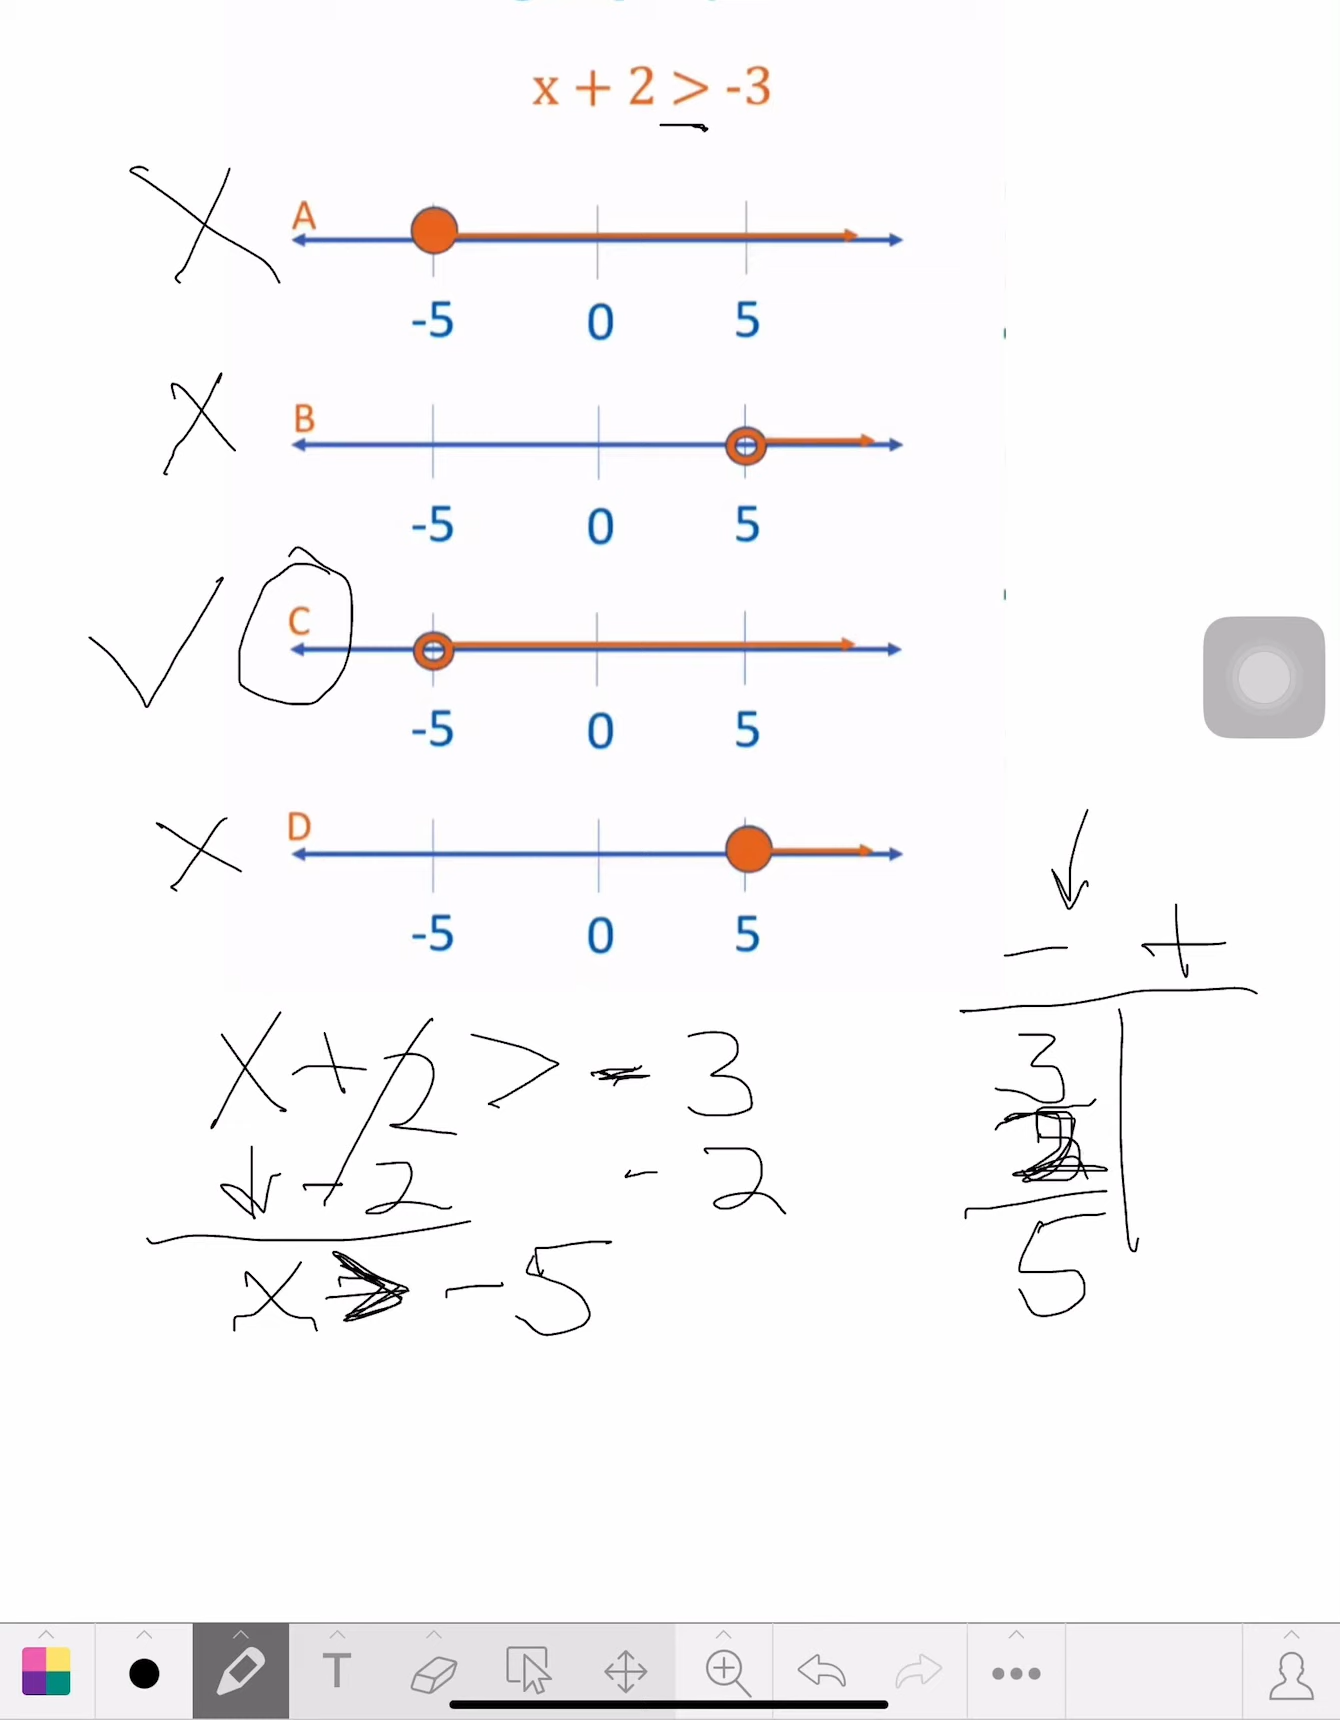 x + 2 > -3
A
-5 0 5
B
-5 0 5
C
-5 0 5
D
-5 0 5
- +
x + 2 > - 3
3
- 2 - 2
5
x > - 5
T